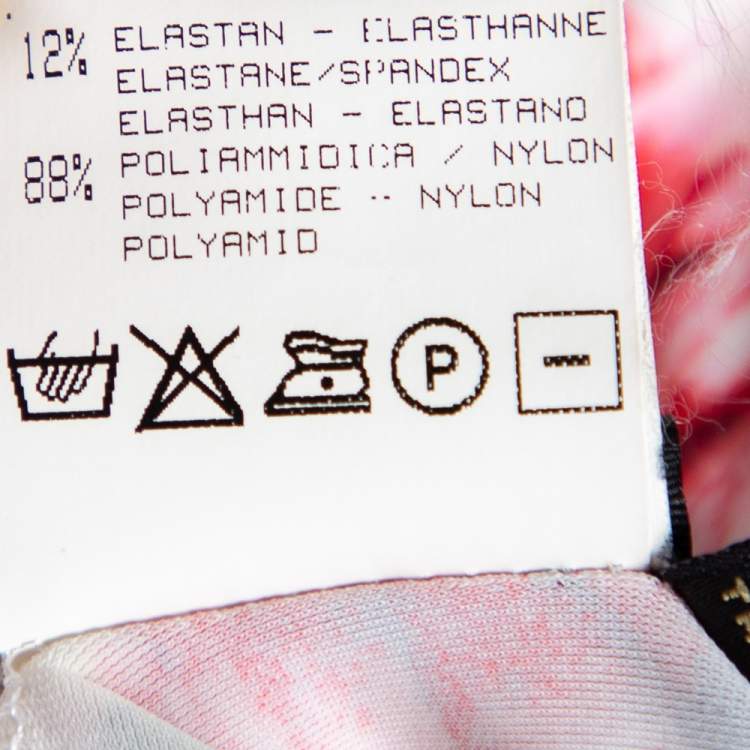 12% ELASTAN - ELASTHANNE
ELASTANE/SPANDEX
ELASTHAN - ELASTANO
88% POLIAMMIDICA / NYLON
POLYAMIDE -- NYLON
POLYAMID
P